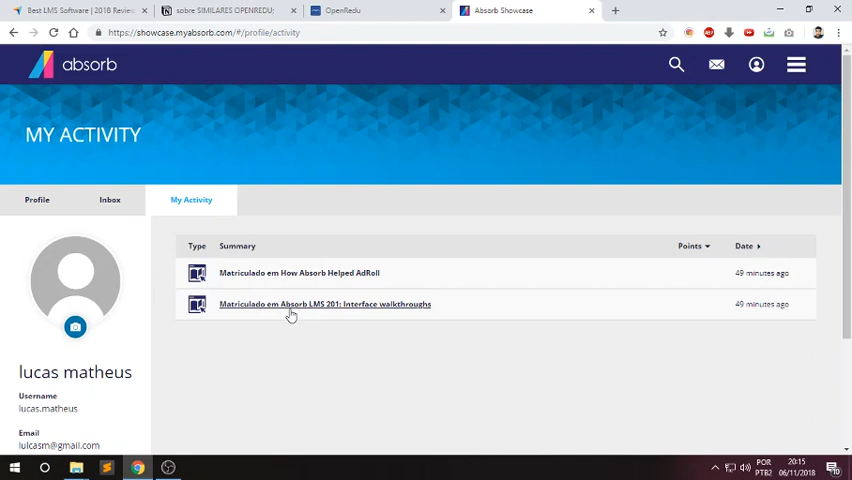 Best LMS Software | 2018 Review
sobre SIMILARES OPENREDU;
OpenRedu
Absorb Showcase
https://showcase.myabsorb.com/#/profile/activity
absorb
MY ACTIVITY
Profile
Inbox
My Activity
Type
Summary
Points
Date
Matriculado em How Absorb Helped AdRoll
49 minutes ago
Matriculado em Absorb LMS 201: Interface walkthroughs
49 minutes ago
lucas matheus
Username
lucas.matheus
Email
lulcasm@gmail.com
POR
PTB2
20:15
06/11/2018
10